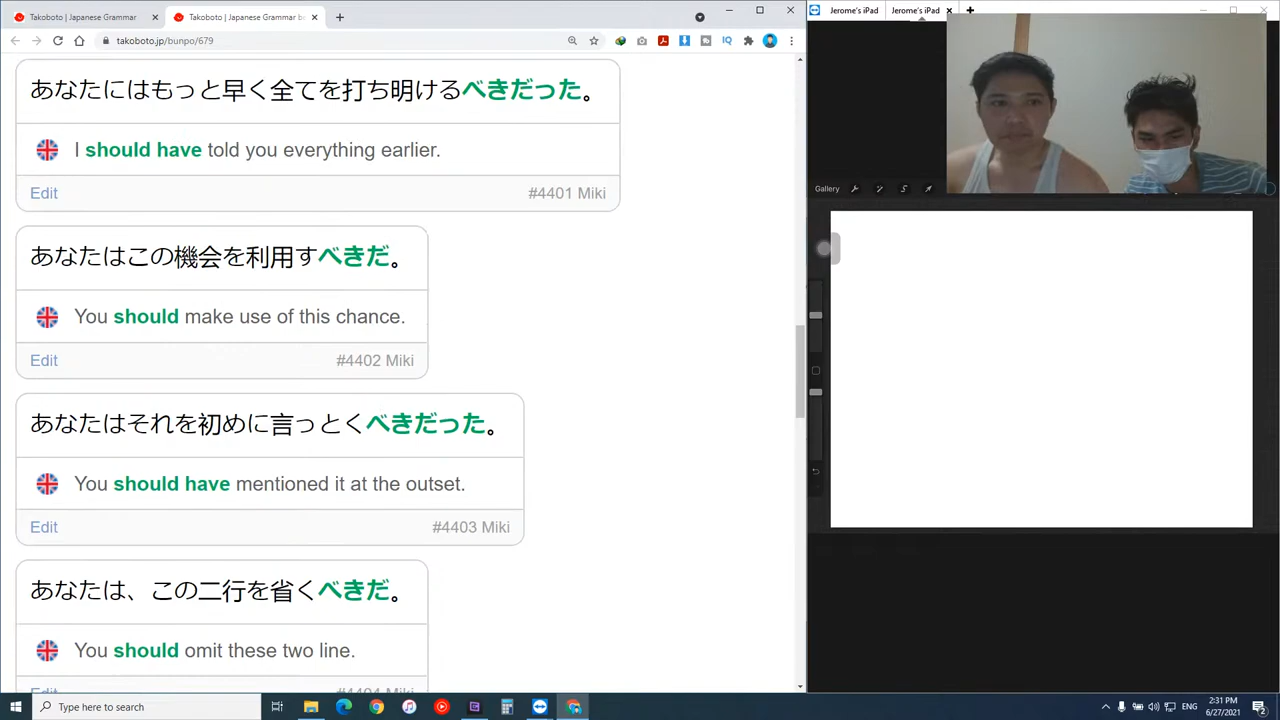 Takoboto | Japanese Grammar
Takoboto | Japanese Grammar b
takoboto.jp/bunpo/679
Jerome's iPad
Jerome's iPad
Gallery
あなたにはもっと早く全てを打ち明けるべきだった。
I should have told you everything earlier.
Edit
#4401 Miki
あなたはこの機会を利用すべきだ。
You should make use of this chance.
Edit
#4402 Miki
あなたはそれを初めに言っとくべきだった。
You should have mentioned it at the outset.
Edit
#4403 Miki
あなたは、この二行を省くべきだ。
You should omit these two line.
Edit
#4404 Miki
Type here to search
ENG
2:31 PM
6/27/2021